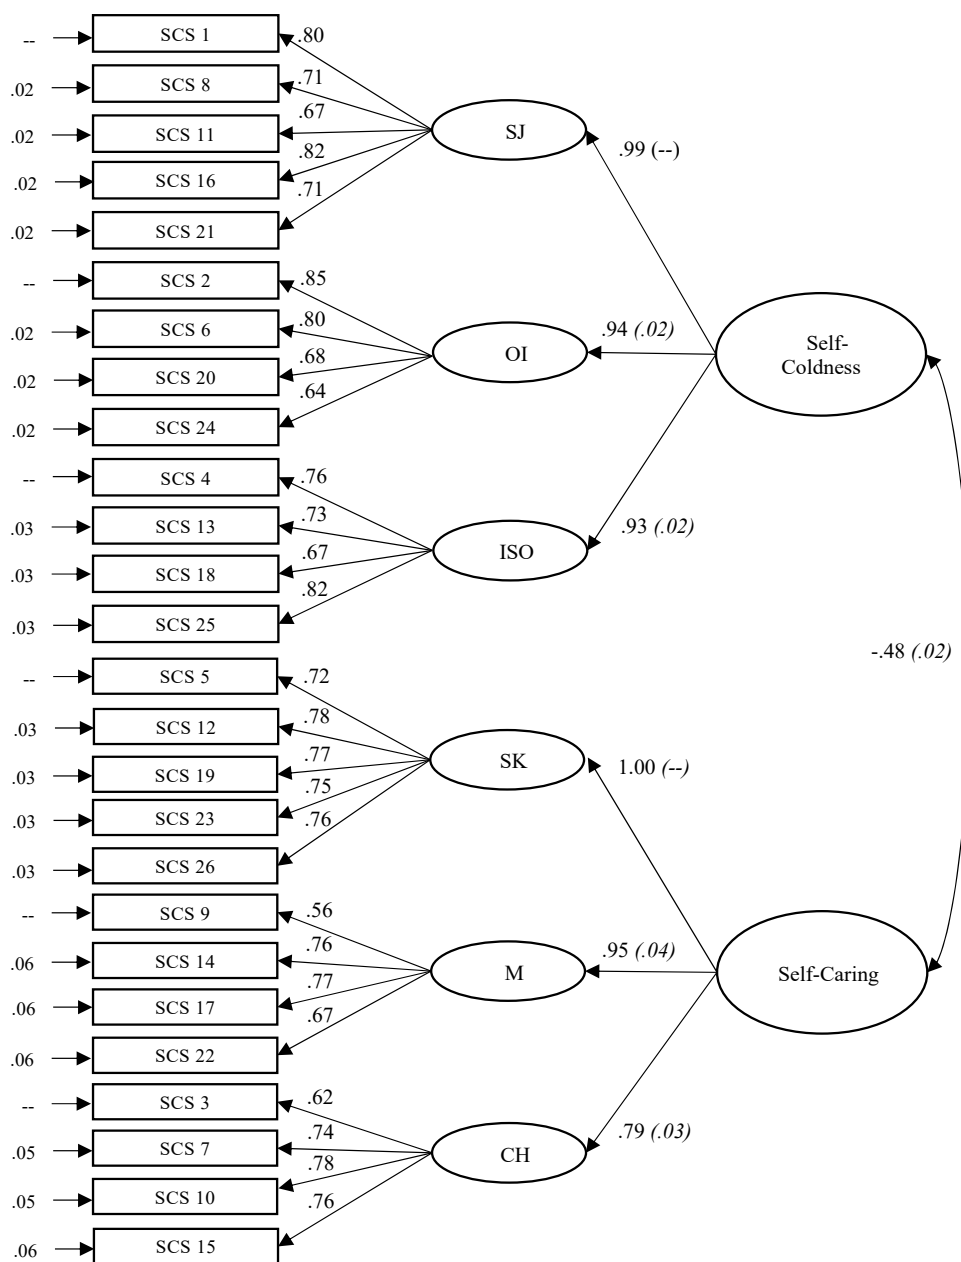 -- SCS 1 .80
.02 SCS 8 .71
.02 SCS 11 .67
.02 SCS 16 .82
.02 SCS 21 .71
SJ
.99 (--)
-- SCS 2 .85
.02 SCS 6 .80
.02 SCS 20 .68
.02 SCS 24 .64
OI
.94 (.02)
Self-
Coldness
-- SCS 4 .76
.03 SCS 13 .73
.03 SCS 18 .67
.03 SCS 25 .82
ISO
.93 (.02)
-.48 (.02)
-- SCS 5 .72
.03 SCS 12 .78
.03 SCS 19 .77
.03 SCS 23 .75
.03 SCS 26 .76
SK
1.00 (--)
-- SCS 9 .56
.06 SCS 14 .76
.06 SCS 17 .77
.06 SCS 22 .67
M
.95 (.04)
Self-Caring
-- SCS 3 .62
.05 SCS 7 .74
.05 SCS 10 .78
.06 SCS 15 .76
CH
.79 (.03)